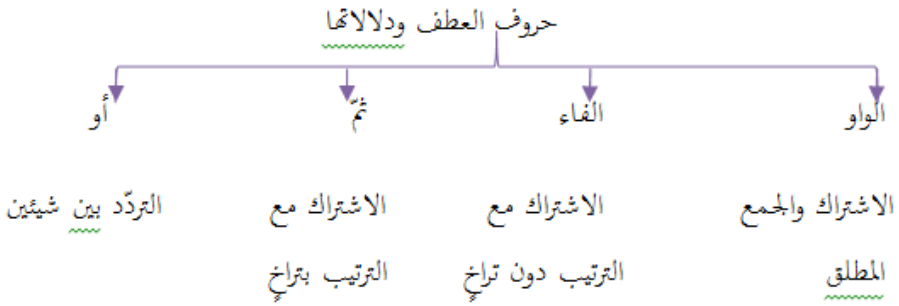 حروف العطف ودلالاتها
الواو الفاء ثمّ أو
الاشتراك والجمع الاشتراك مع الاشتراك مع التردّد بين شيئين
المطلق الترتيب دون تراخٍ الترتيب بتراخٍ